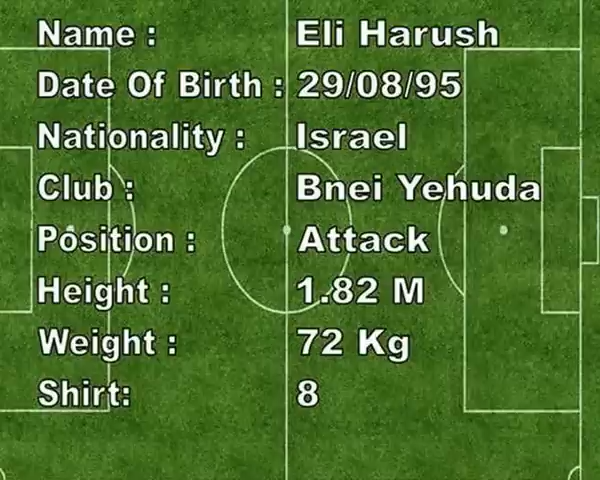 Name : Eli Harush
Date Of Birth : 29/08/95
Nationality : Israel
Club : Bnei Yehuda
Position : Attack
Height : 1.82 M
Weight : 72 Kg
Shirt: 8